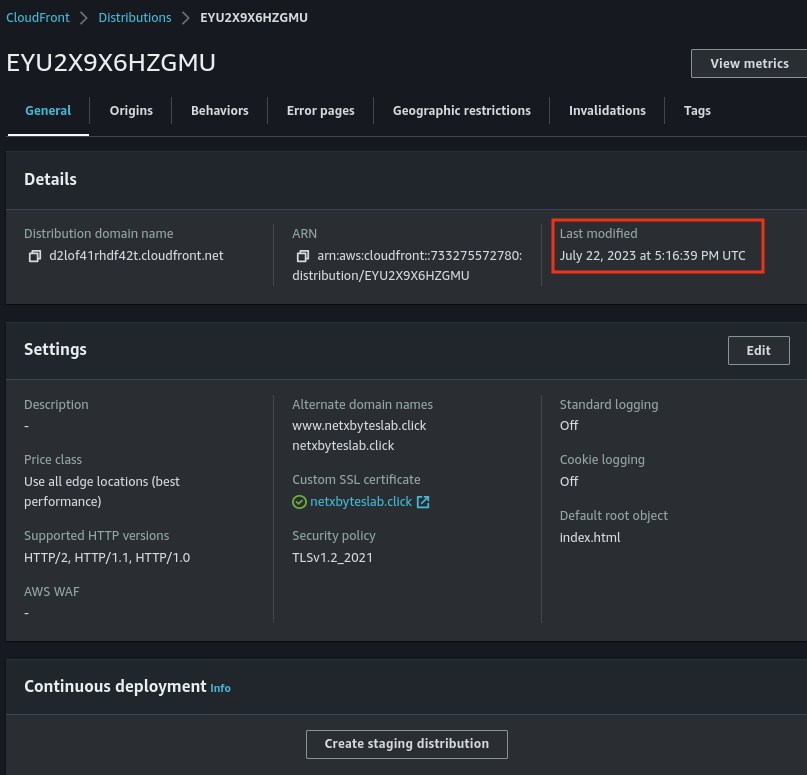 CloudFront > Distributions > EYU2X9X6HZGMU
EYU2X9X6HZGMU
View metrics
General
Origins
Behaviors
Error pages
Geographic restrictions
Invalidations
Tags
Details
Distribution domain name
d2lof41rhdf42t.cloudfront.net
ARN
arn:aws:cloudfront::733275572780:
distribution/EYU2X9X6HZGMU
Last modified
July 22, 2023 at 5:16:39 PM UTC
Settings
Edit
Description
-
Price class
Use all edge locations (best
performance)
Supported HTTP versions
HTTP/2, HTTP/1.1, HTTP/1.0
AWS WAF
-
Alternate domain names
www.netxbyteslab.click
netxbyteslab.click
Custom SSL certificate
netxbyteslab.click
Security policy
TLSv1.2_2021
Standard logging
Off
Cookie logging
Off
Default root object
index.html
Continuous deployment Info
Create staging distribution